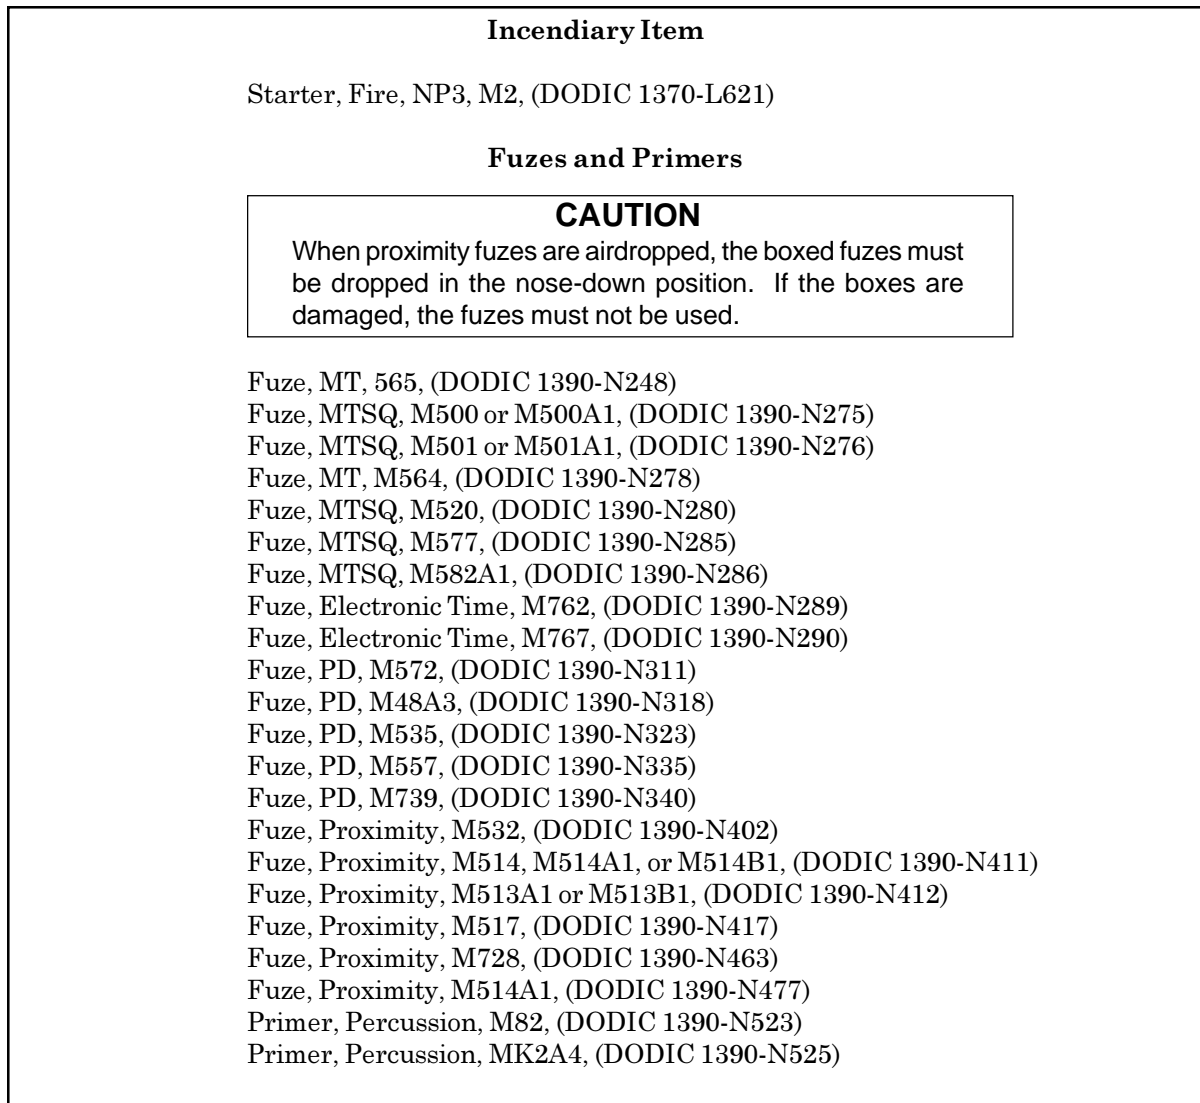 Incendiary Item
Starter, Fire, NP3, M2, (DODIC 1370-L621)
Fuzes and Primers
CAUTION
When proximity fuzes are airdropped, the boxed fuzes must
be dropped in the nose-down position. If the boxes are
damaged, the fuzes must not be used.
Fuze, MT, 565, (DODIC 1390-N248)
Fuze, MTSQ, M500 or M500A1, (DODIC 1390-N275)
Fuze, MTSQ, M501 or M501A1, (DODIC 1390-N276)
Fuze, MT, M564, (DODIC 1390-N278)
Fuze, MTSQ, M520, (DODIC 1390-N280)
Fuze, MTSQ, M577, (DODIC 1390-N285)
Fuze, MTSQ, M582A1, (DODIC 1390-N286)
Fuze, Electronic Time, M762, (DODIC 1390-N289)
Fuze, Electronic Time, M767, (DODIC 1390-N290)
Fuze, PD, M572, (DODIC 1390-N311)
Fuze, PD, M48A3, (DODIC 1390-N318)
Fuze, PD, M535, (DODIC 1390-N323)
Fuze, PD, M557, (DODIC 1390-N335)
Fuze, PD, M739, (DODIC 1390-N340)
Fuze, Proximity, M532, (DODIC 1390-N402)
Fuze, Proximity, M514, M514A1, or M514B1, (DODIC 1390-N411)
Fuze, Proximity, M513A1 or M513B1, (DODIC 1390-N412)
Fuze, Proximity, M517, (DODIC 1390-N417)
Fuze, Proximity, M728, (DODIC 1390-N463)
Fuze, Proximity, M514A1, (DODIC 1390-N477)
Primer, Percussion, M82, (DODIC 1390-N523)
Primer, Percussion, MK2A4, (DODIC 1390-N525)